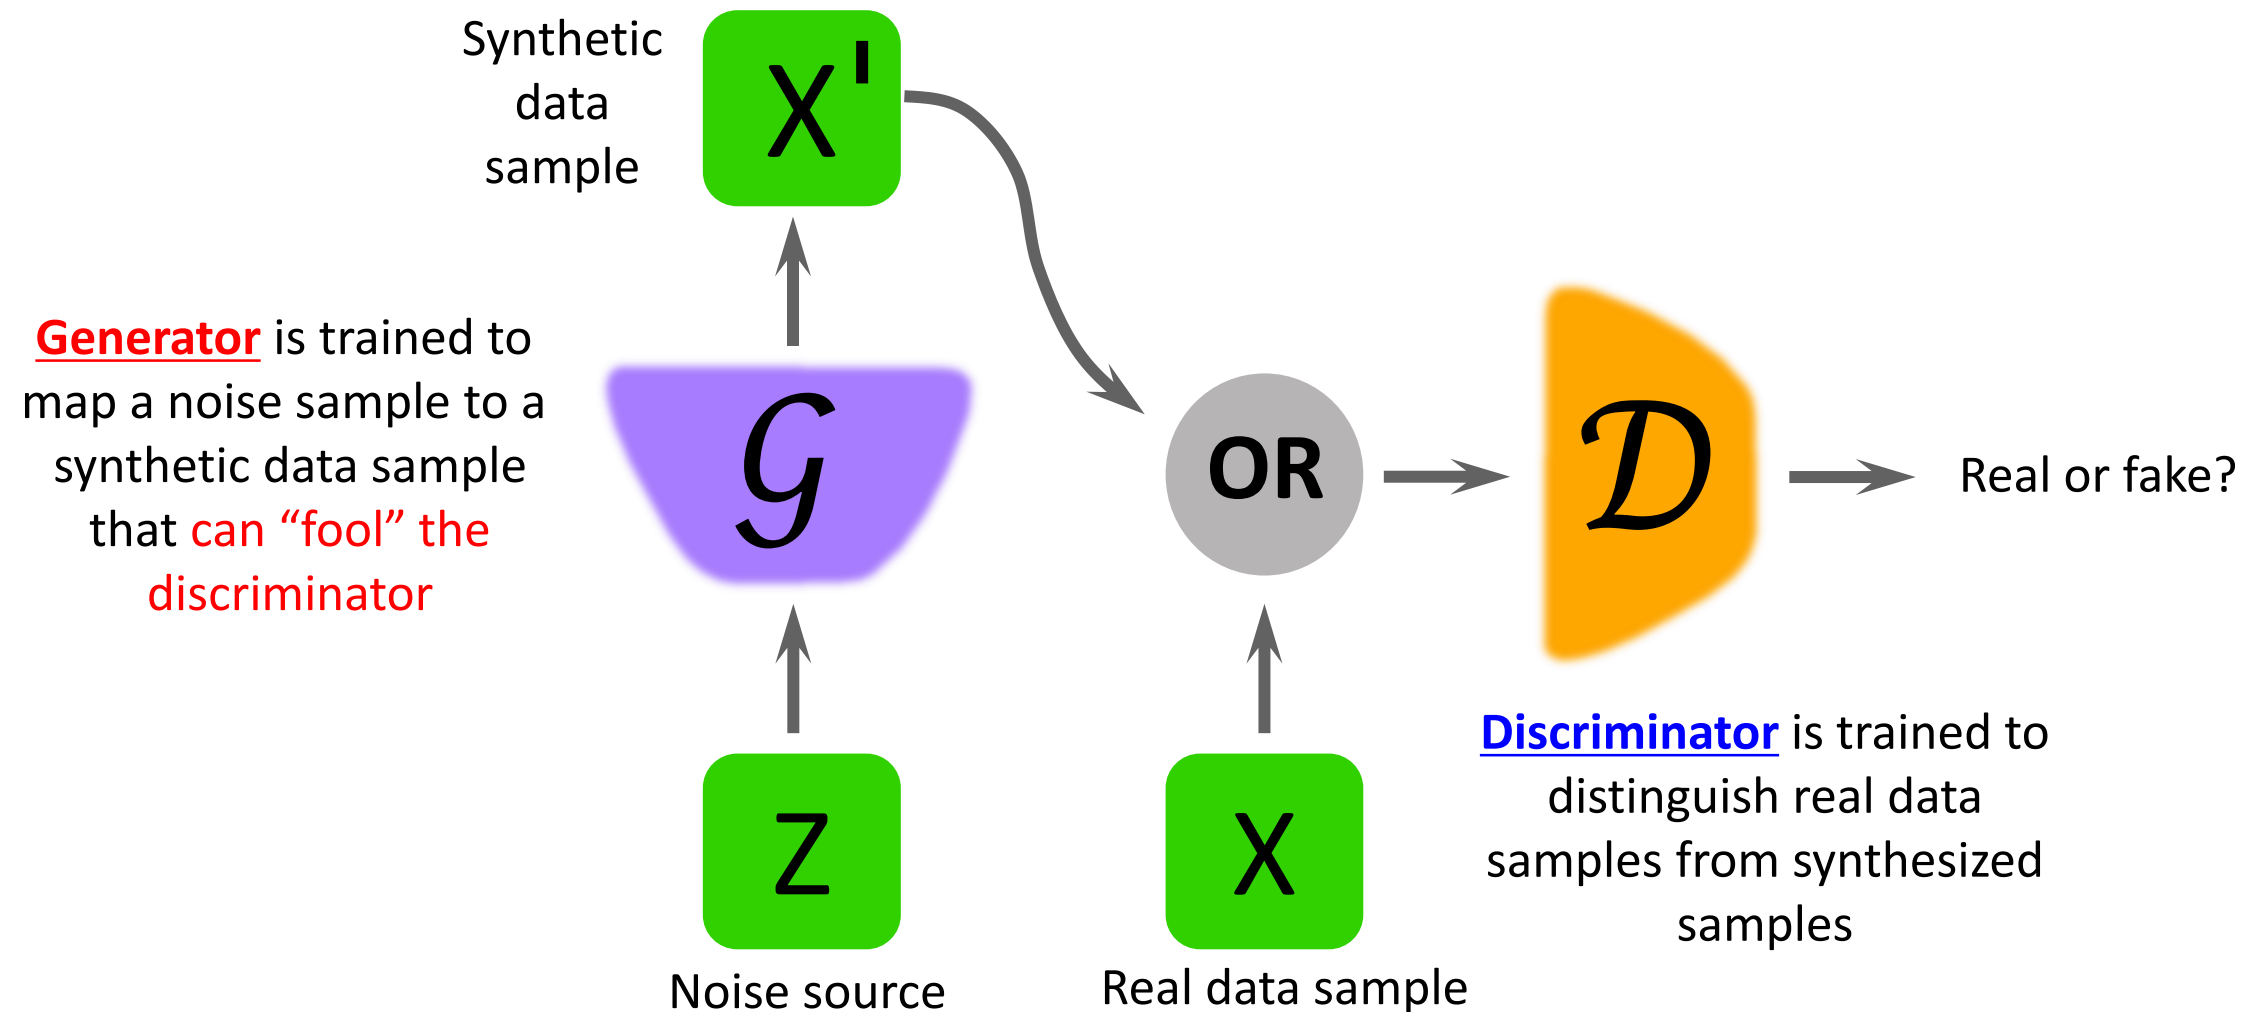 Synthetic
data
sample
X'
Generator is trained to
map a noise sample to a
synthetic data sample
that can “fool” the
discriminator
G
OR
D
Real or fake?
Z
X
Discriminator is trained to
distinguish real data
samples from synthesized
samples
Noise source
Real data sample